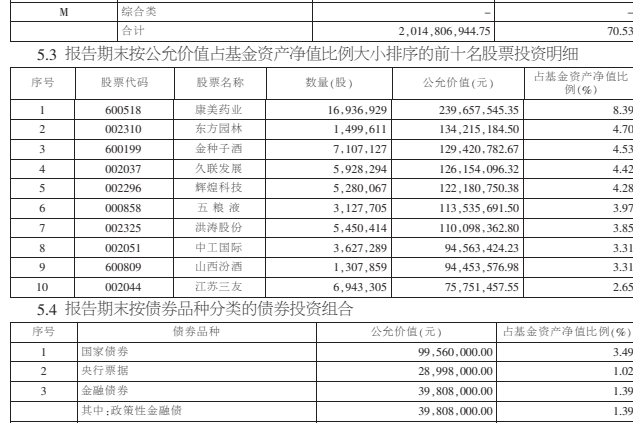 M 综合类 – –
合计 2,014,806,944.75 70.53
5.3 报告期末按公允价值占基金资产净值比例大小排序的前十名股票投资明细
序号 股票代码 股票名称 数量(股) 公允价值(元) 占基金资产净值比
例(%)
1 600518 康美药业 16,936,929 239,657,545.35 8.39
2 002310 东方园林 1,499,611 134,215,184.50 4.70
3 600199 金种子酒 7,107,127 129,420,782.67 4.53
4 002037 久联发展 5,928,294 126,154,096.32 4.42
5 002296 辉煌科技 5,280,067 122,180,750.38 4.28
6 000858 五 粮 液 3,127,705 113,535,691.50 3.97
7 002325 洪涛股份 5,450,414 110,098,362.80 3.85
8 002051 中工国际 3,627,289 94,563,424.23 3.31
9 600809 山西汾酒 1,307,859 94,453,576.98 3.31
10 002044 江苏三友 6,943,305 75,751,457.55 2.65
5.4 报告期末按债券品种分类的债券投资组合
序号 债券品种 公允价值(元) 占基金资产净值比例(%)
1 国家债券 99,560,000.00 3.49
2 央行票据 28,998,000.00 1.02
3 金融债券 39,808,000.00 1.39
其中:政策性金融债 39,808,000.00 1.39